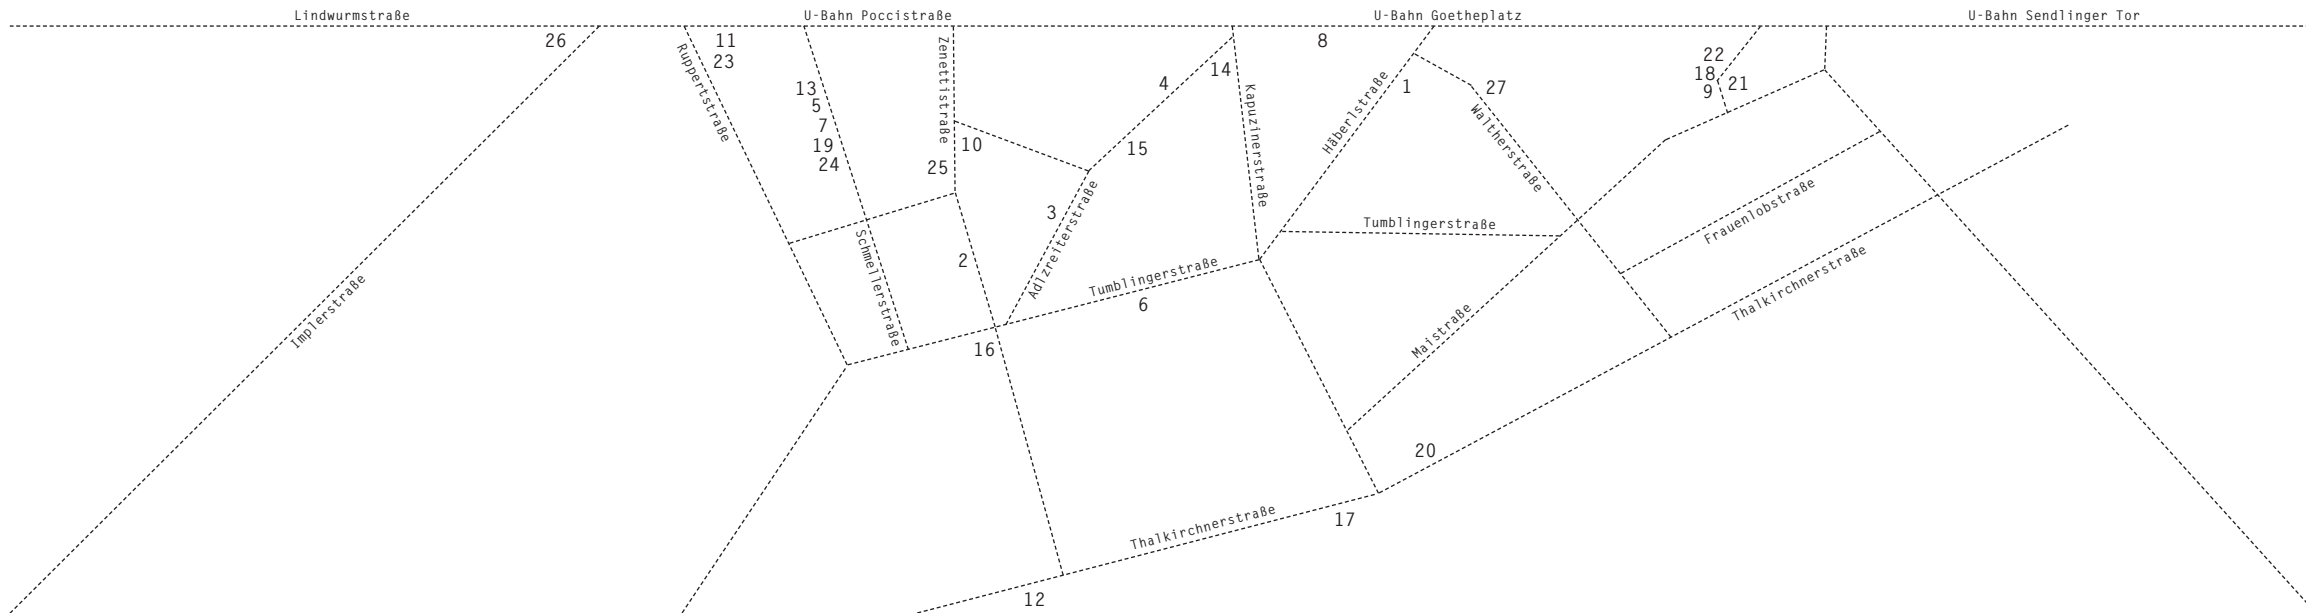 Lindwurmstraße
U-Bahn Poccistraße
U-Bahn Goetheplatz
U-Bahn Sendlinger Tor
26
Ruppertstraße
11
23
13
5
7
19
24
Schmellerstraße
Zenettistraße
10
25
2
16
4
14
15
3
Adlzreiterstraße
Tumblingerstraße
6
Kapuzinerstraße
8
Häberlstraße
1
27
Waltherstraße
Tumblingerstraße
22
18
21
9
Frauenlobstraße
Thalkirchnerstraße
Maistraße
Implerstraße
20
Thalkirchnerstraße
17
12